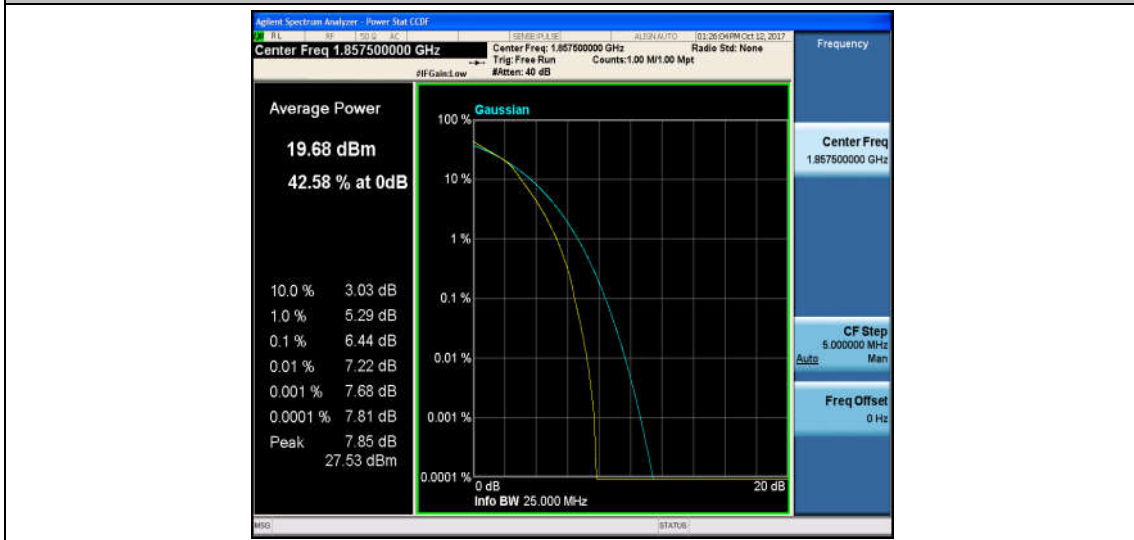 Agilent Spectrum Analyzer - Power Stat CCDF
RL RF 50 Ω AC SENSE:PULSE ALIGN AUTO 01:26:04 PM Oct 12, 2017
Center Freq 1.857500000 GHz
Center Freq: 1.857500000 GHz Radio Std: None
Trig: Free Run Counts:1.00 M/1.00 Mpt
#IFGain:Low #Atten: 40 dB
Frequency
Average Power
19.68 dBm
42.58 % at 0dB
10.0 % 3.03 dB
1.0 % 5.29 dB
0.1 % 6.44 dB
0.01 % 7.22 dB
0.001 % 7.68 dB
0.0001 % 7.81 dB
Peak 7.85 dB
27.53 dBm
Gaussian
100 %
10 %
1 %
0.1 %
0.01 %
0.001 %
0.0001 %
0 dB 20 dB
Info BW 25.000 MHz
Center Freq
1.857500000 GHz
CF Step
5.000000 MHz
Auto Man
Freq Offset
0 Hz
MSG STATUS